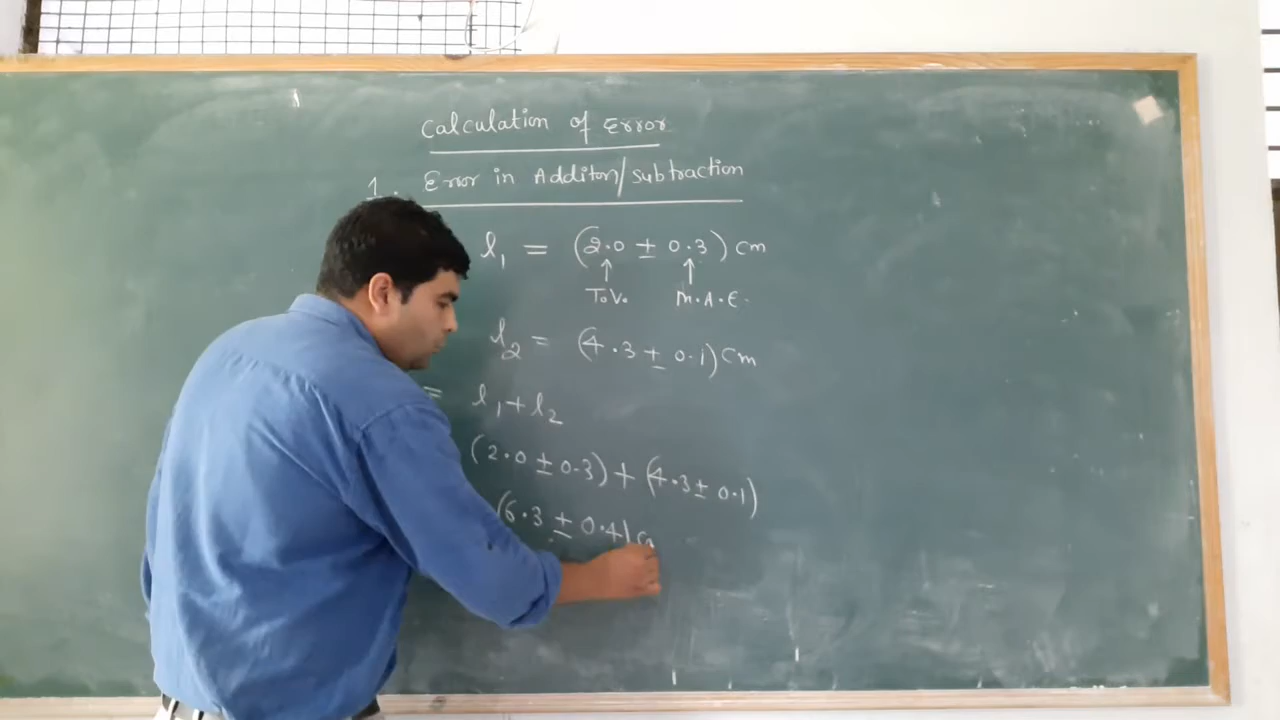 Calculation of Error
1. Error in Additon/subtraction
l₁ = (2.0 ± 0.3) cm
T.V. M.A.E.
l₂ = (4.3 ± 0.1) cm
= l₁ + l₂
(2.0 ± 0.3) + (4.3 ± 0.1)
(6.3 ± 0.4)